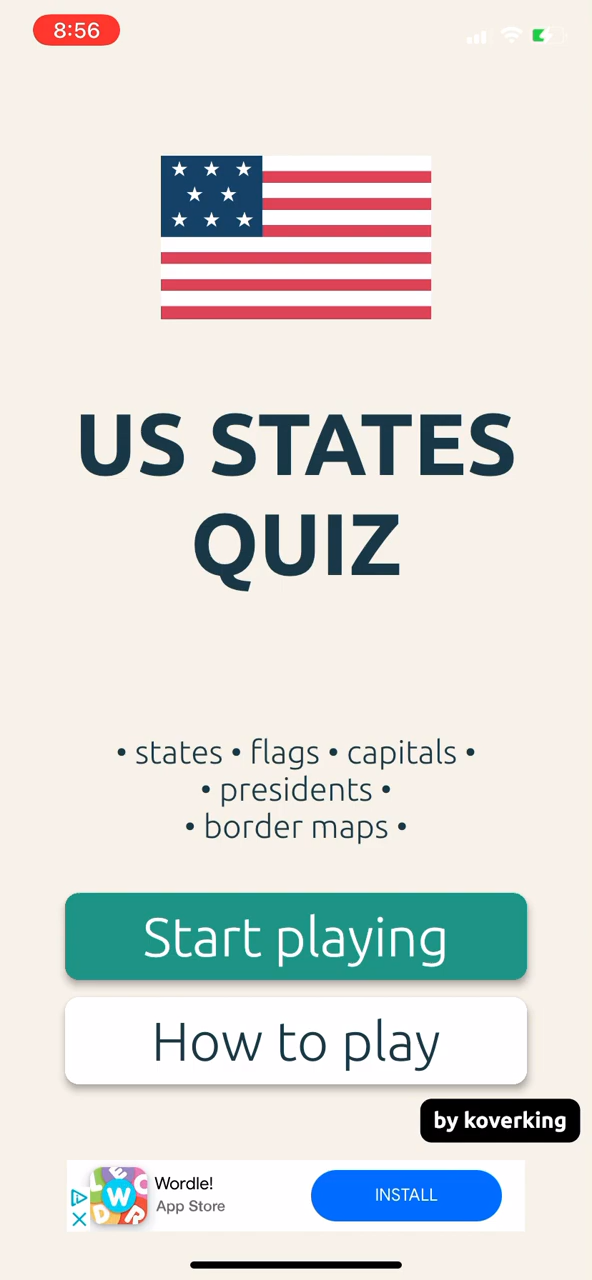 8:56
US STATES
QUIZ
• states • flags • capitals •
• presidents •
• border maps •
Start playing
How to play
by koverking
Wordle!
App Store
INSTALL